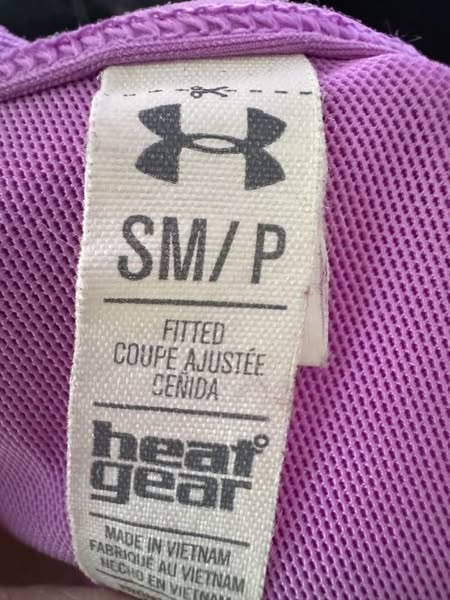 SM/P
FITTED
COUPE AJUSTÉE
CEÑIDA
heat
gear
MADE IN VIETNAM
FABRIQUÉ AU VIETNAM
HECHO EN VIETNAM